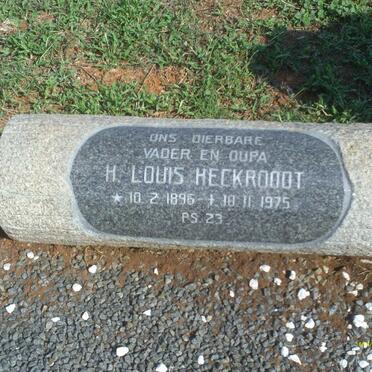 ONS DIERBARE
VADER EN OUPA
H. LOUIS HECKROODT
* 10.2.1896 - † 10.11.1975
PS.23